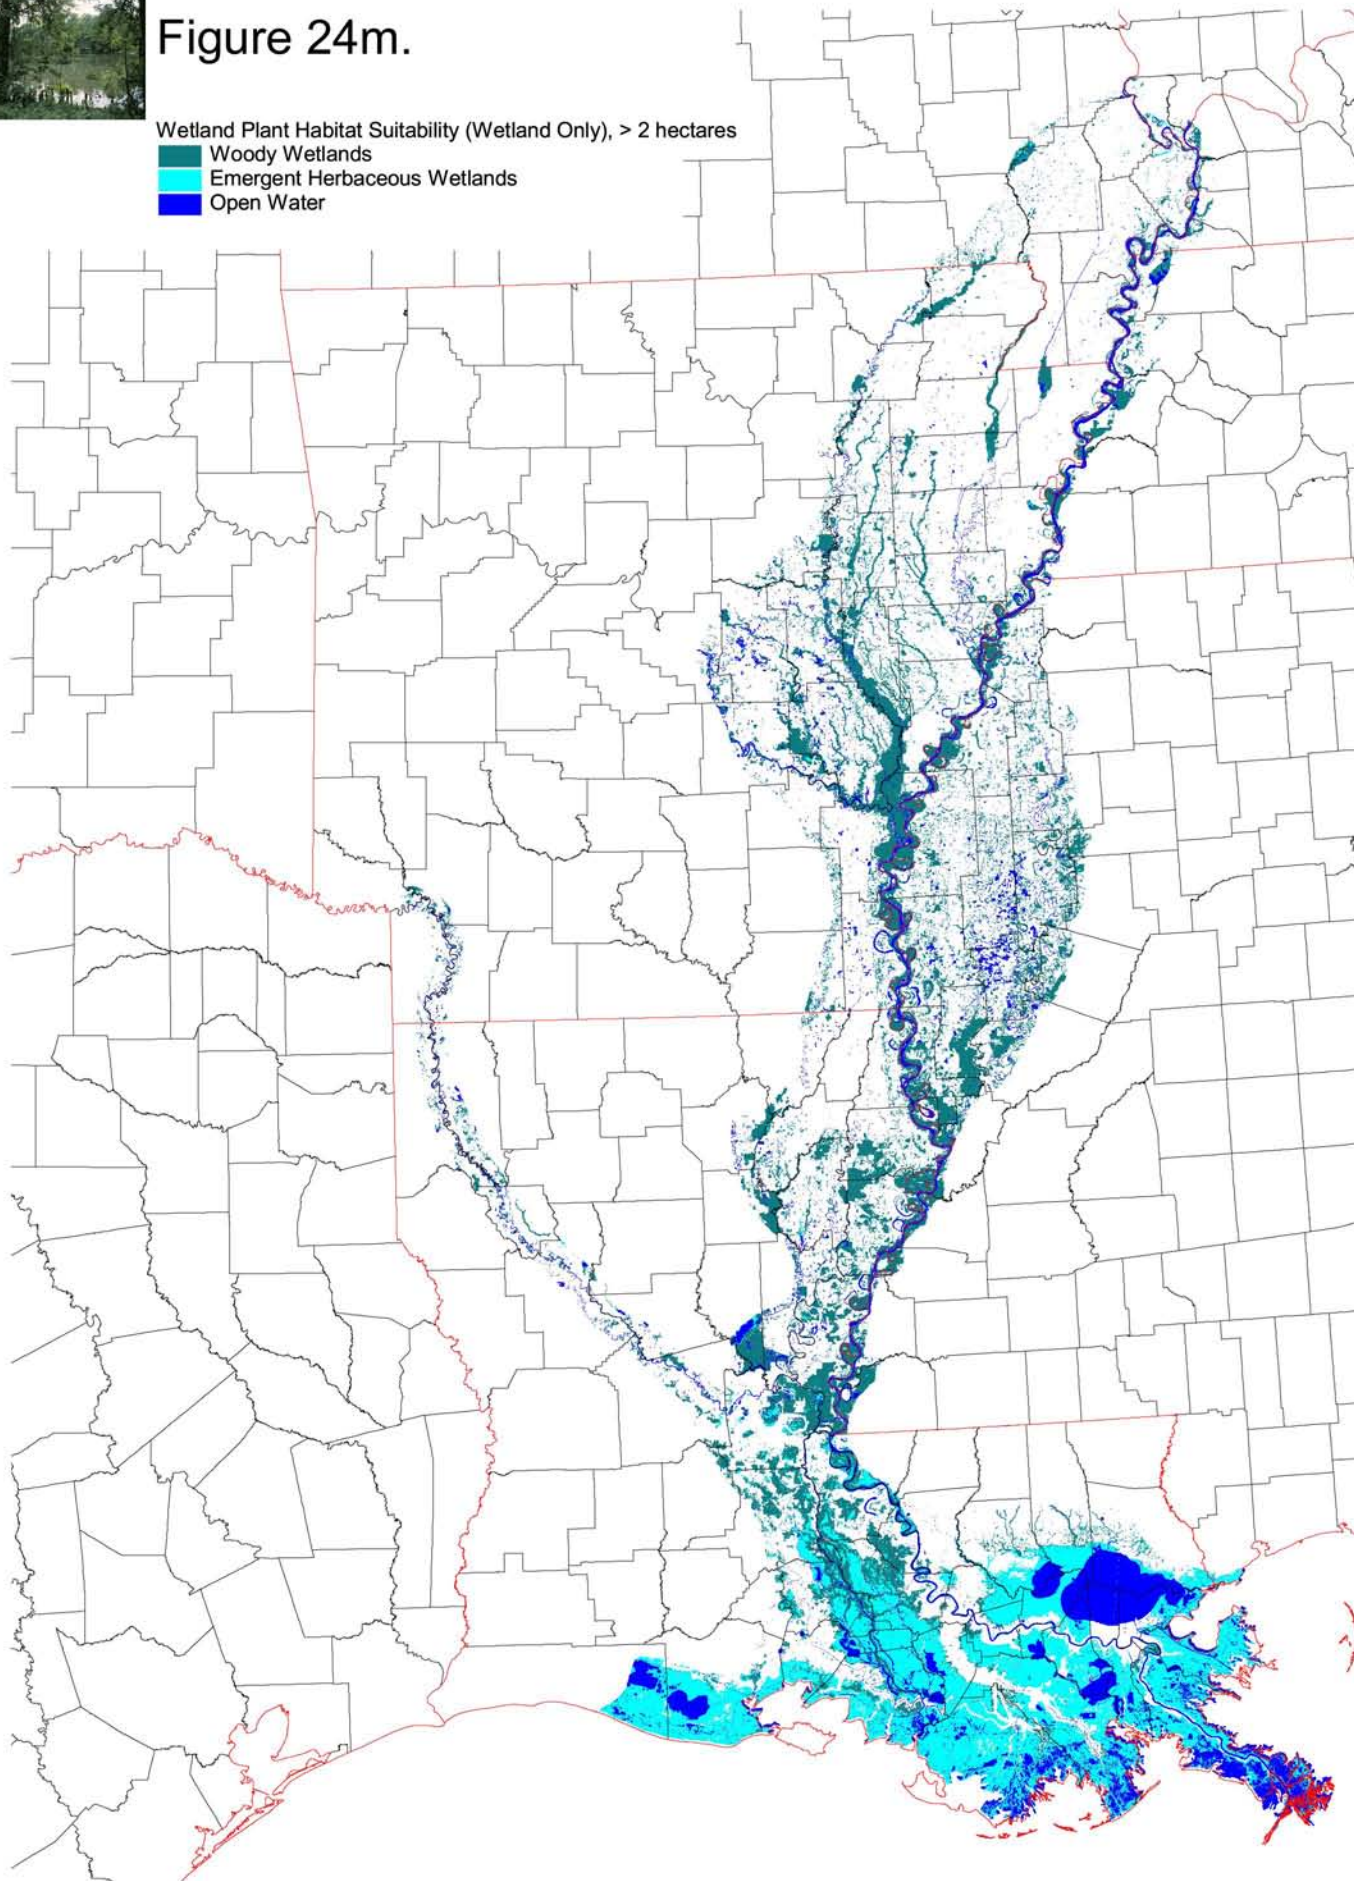 Figure 24m.
Wetland Plant Habitat Suitability (Wetland Only), > 2 hectares
Woody Wetlands
Emergent Herbaceous Wetlands
Open Water